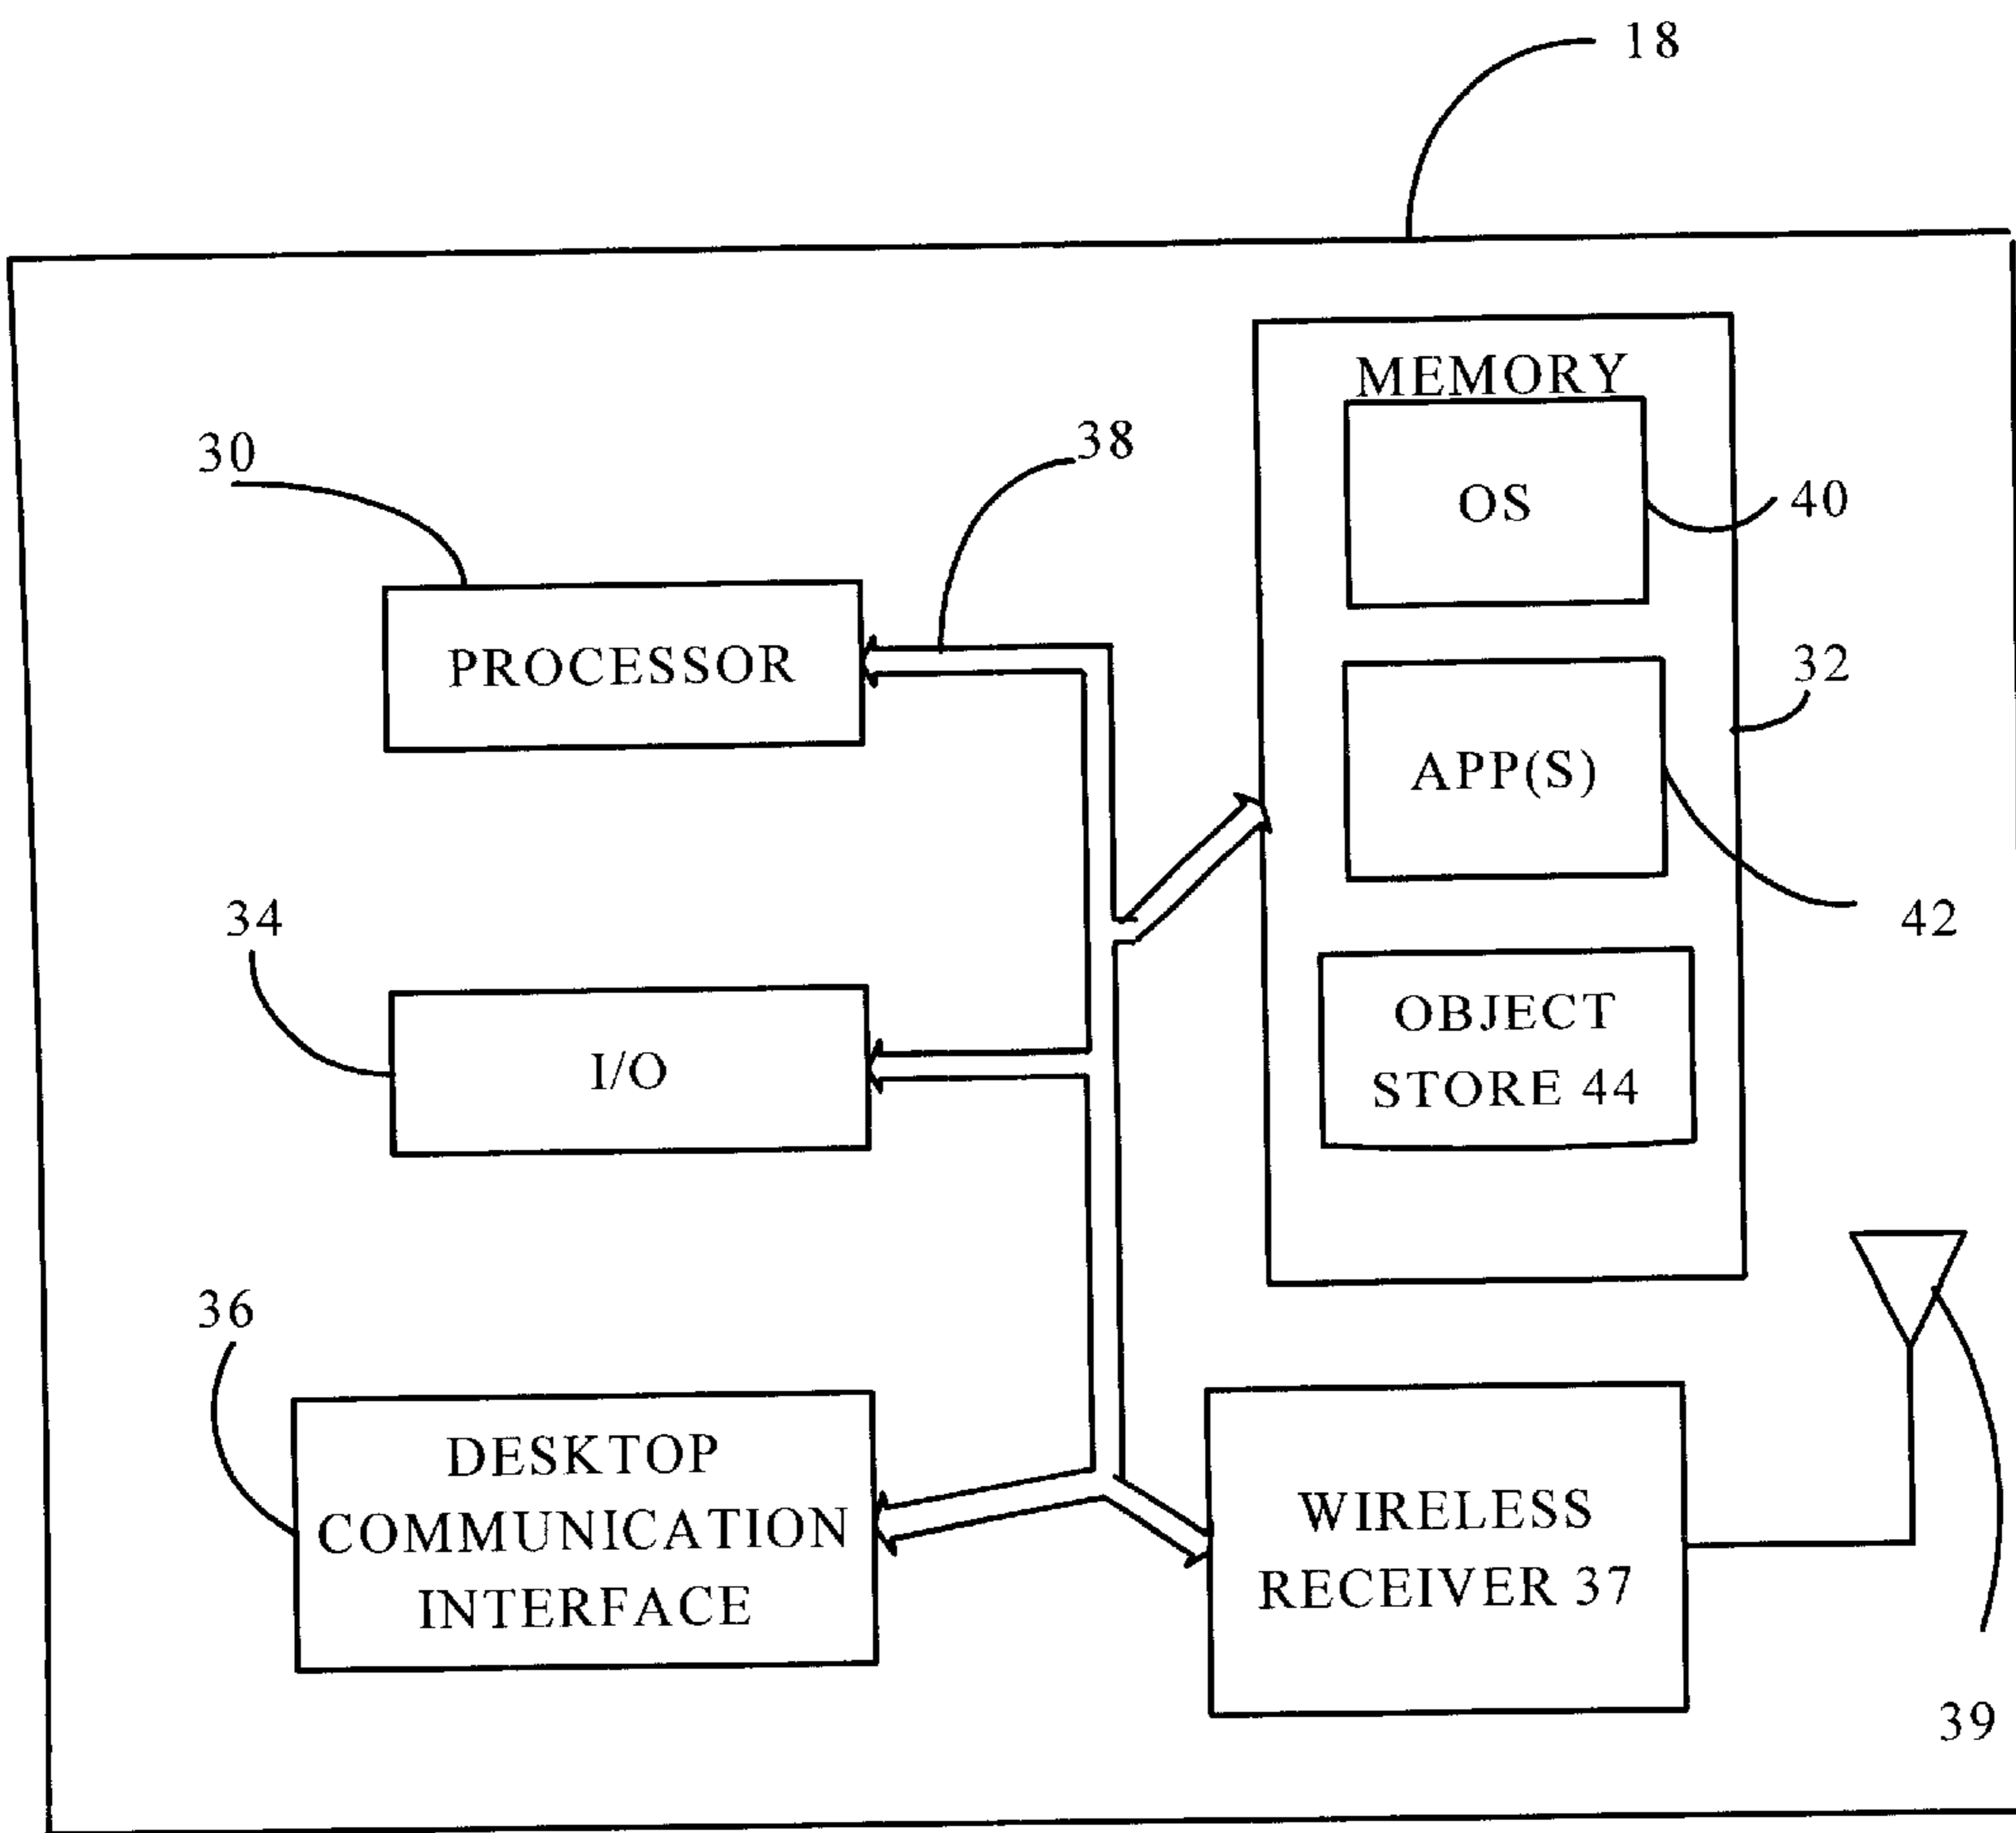 18
MEMORY
30
38
OS
40
PROCESSOR
32
APP(S)
34
42
I/O
OBJECT
STORE 44
36
DESKTOP
COMMUNICATION
INTERFACE
WIRELESS
RECEIVER 37
39